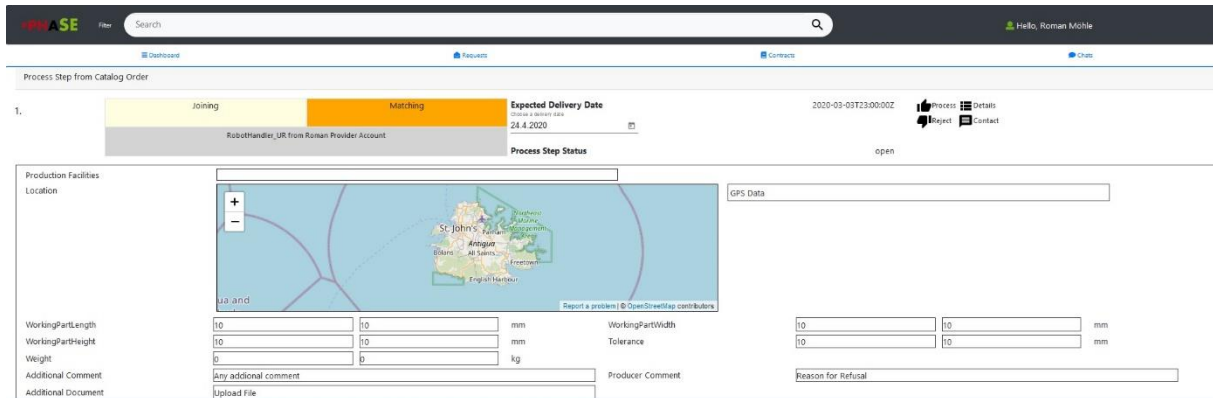 +PHASE Filter Search Hello, Roman Möhle
Dashboard Requests Contracts Chats
Process Step from Catalog Order
1. Joining Matching Expected Delivery Date 2020-03-03T23:00:00Z Process Details
Choose a delivery date
24.4.2020 Reject Contact
RobotHandler_UR from Roman Provider Account
Process Step Status open
Production Facilities
Location GPS Data
+
−
St. John's Parham
Antigua
Bolans All Saints
Freetown
English Harbour
ua and
Report a problem | © OpenStreetMap contributors
WorkingPartLength 10 10 mm WorkingPartWidth 10 10 mm
WorkingPartHeight 10 10 mm Tolerance 10 10 mm
Weight 0 0 kg
Additional Comment Any addional comment Producer Comment Reason for Refusal
Additional Document Upload File